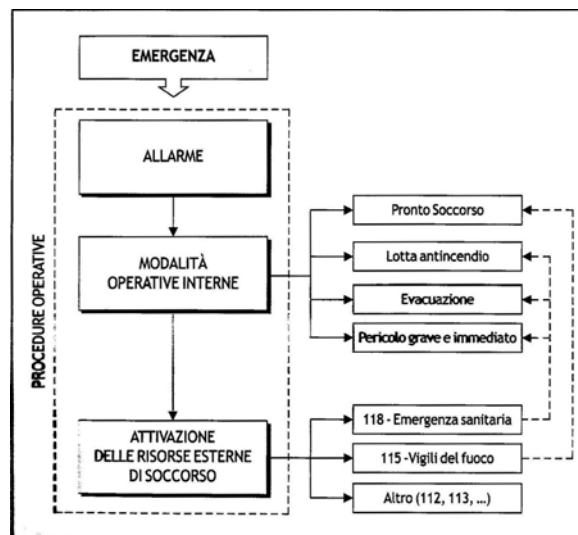 EMERGENZA
PROCEDURE OPERATIVE
ALLARME
MODALITÀ
OPERATIVE INTERNE
Pronto Soccorso
Lotta antincendio
Evacuazione
Pericolo grave e immediato
ATTIVAZIONE
DELLE RISORSE ESTERNE
DI SOCCORSO
118 - Emergenza sanitaria
115 -Vigili del fuoco
Altro (112, 113, ...)